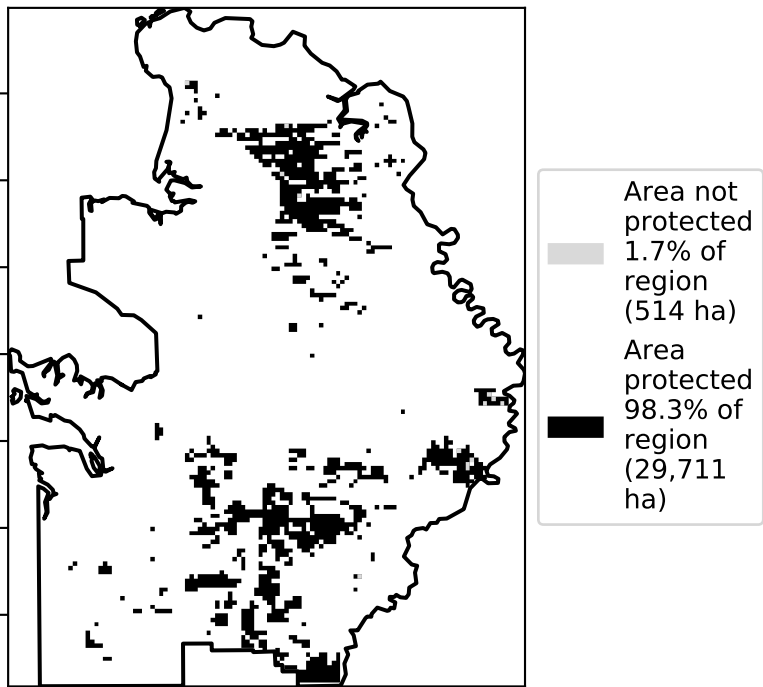 Area not
protected
1.7% of
region
(514 ha)
Area
protected
98.3% of
region
(29,711
ha)